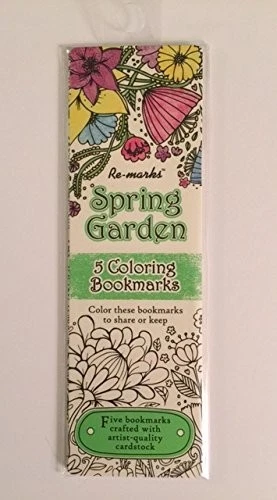 Re-marks™
Spring
Garden
5 Coloring
Bookmarks
Color these bookmarks
to share or keep
Five bookmarks
crafted with
artist-quality
cardstock